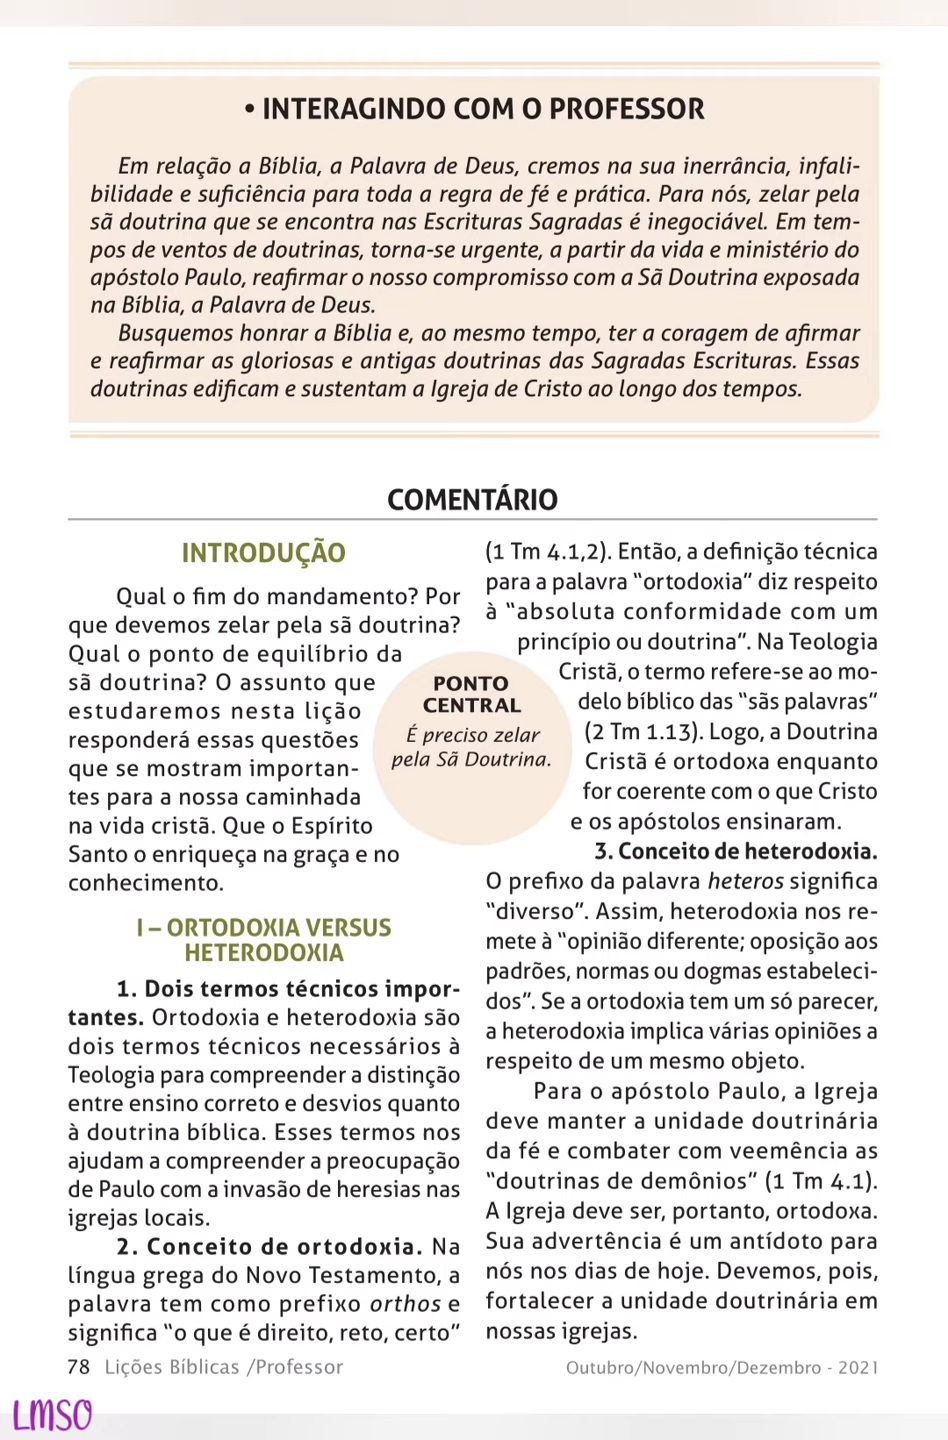 • INTERAGINDO COM O PROFESSOR
Em relação a Bíblia, a Palavra de Deus, cremos na sua inerrância, infali-
bilidade e suficiência para toda a regra de fé e prática. Para nós, zelar pela
sã doutrina que se encontra nas Escrituras Sagradas é inegociável. Em tem-
pos de ventos de doutrinas, torna-se urgente, a partir da vida e ministério do
apóstolo Paulo, reafirmar o nosso compromisso com a Sã Doutrina exposada
na Bíblia, a Palavra de Deus.
Busquemos honrar a Bíblia e, ao mesmo tempo, ter a coragem de afirmar
e reafirmar as gloriosas e antigas doutrinas das Sagradas Escrituras. Essas
doutrinas edificam e sustentam a Igreja de Cristo ao longo dos tempos.
COMENTÁRIO
INTRODUÇÃO
Qual o fim do mandamento? Por
que devemos zelar pela sã doutrina?
Qual o ponto de equilíbrio da
sã doutrina? O assunto que
estudaremos nesta lição
responderá essas questões
que se mostram importan-
tes para a nossa caminhada
na vida cristã. Que o Espírito
Santo o enriqueça na graça e no
conhecimento.
I – ORTODOXIA VERSUS
HETERODOXIA
1. Dois termos técnicos impor-
tantes. Ortodoxia e heterodoxia são
dois termos técnicos necessários à
Teologia para compreender a distinção
entre ensino correto e desvios quanto
à doutrina bíblica. Esses termos nos
ajudam a compreender a preocupação
de Paulo com a invasão de heresias nas
igrejas locais.
2. Conceito de ortodoxia. Na
língua grega do Novo Testamento, a
palavra tem como prefixo orthos e
significa “o que é direito, reto, certo”
PONTO
CENTRAL
É preciso zelar
pela Sã Doutrina.
(1 Tm 4.1,2). Então, a definição técnica
para a palavra “ortodoxia” diz respeito
à “absoluta conformidade com um
princípio ou doutrina”. Na Teologia
Cristã, o termo refere-se ao mo-
delo bíblico das “sãs palavras”
(2 Tm 1.13). Logo, a Doutrina
Cristã é ortodoxa enquanto
for coerente com o que Cristo
e os apóstolos ensinaram.
3. Conceito de heterodoxia.
O prefixo da palavra heteros significa
“diverso”. Assim, heterodoxia nos re-
mete à “opinião diferente; oposição aos
padrões, normas ou dogmas estabeleci-
dos”. Se a ortodoxia tem um só parecer,
a heterodoxia implica várias opiniões a
respeito de um mesmo objeto.
Para o apóstolo Paulo, a Igreja
deve manter a unidade doutrinária
da fé e combater com veemência as
“doutrinas de demônios” (1 Tm 4.1).
A Igreja deve ser, portanto, ortodoxa.
Sua advertência é um antídoto para
nós nos dias de hoje. Devemos, pois,
fortalecer a unidade doutrinária em
nossas igrejas.
78 Lições Bíblicas /Professor
Outubro/Novembro/Dezembro - 2021
LMSO